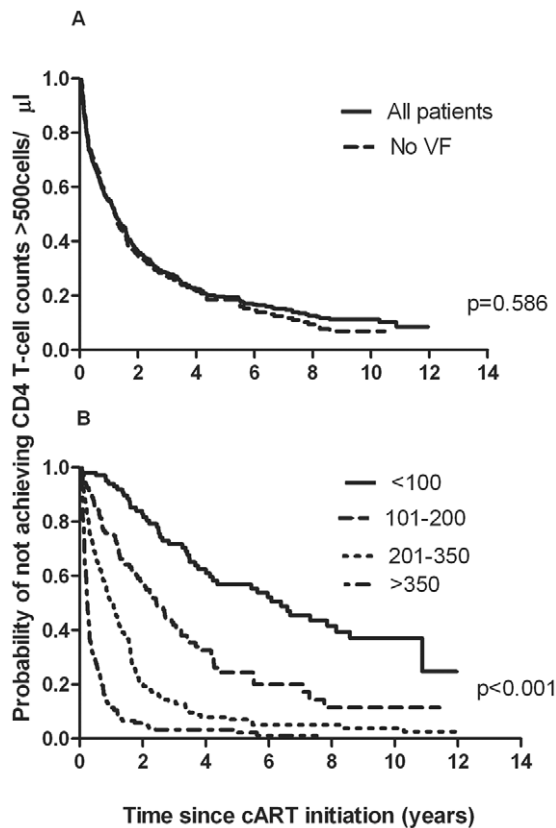 A
Probability of not achieving CD4 T-cell counts >500cells/ μl
1.0
0.8
0.6
0.4
0.2
0.0
0 2 4 6 8 10 12 14
All patients
No VF
p=0.586
B
1.0
0.8
0.6
0.4
0.2
0.0
0 2 4 6 8 10 12 14
<100
101-200
201-350
>350
p<0.001
Time since cART initiation (years)